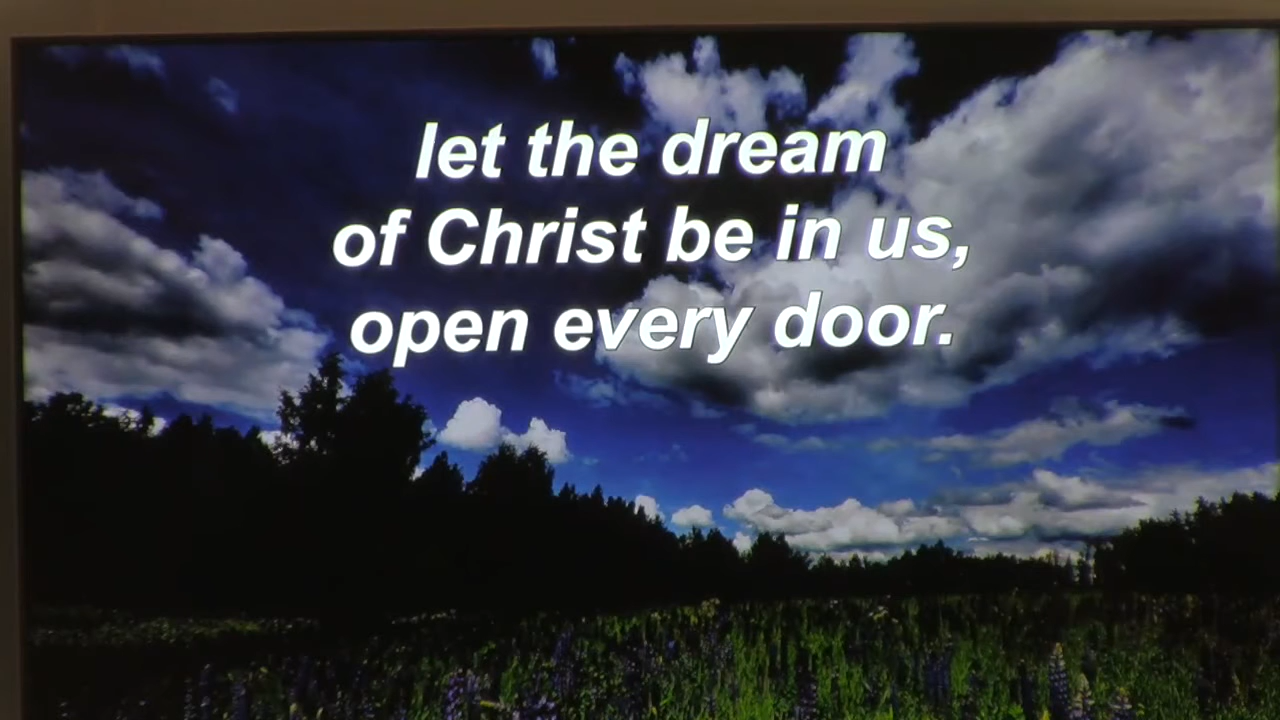 let the dream
of Christ be in us,
open every door.